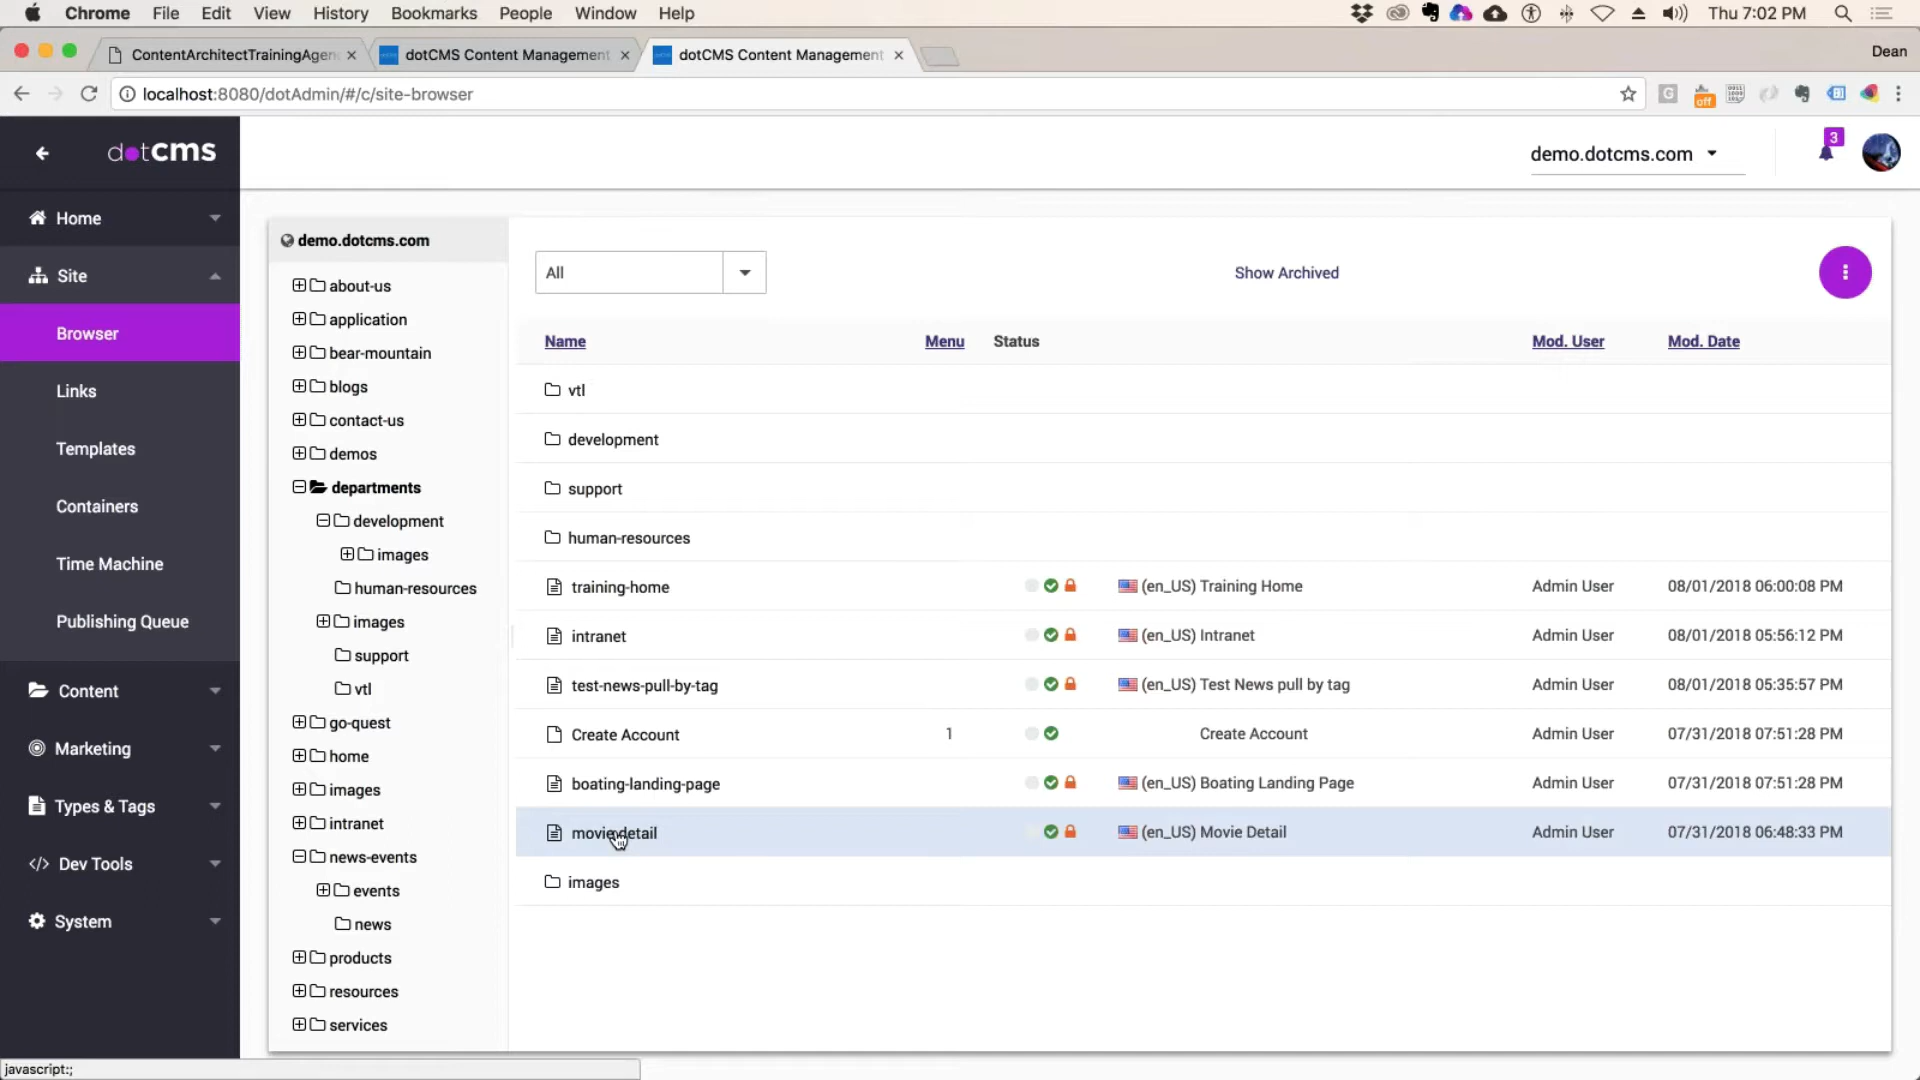 Chrome File Edit View History Bookmarks People Window Help Thu 7:02 PM
ContentArchitectTrainingAgen dotCMS Content Management dotCMS Content Management Dean
localhost:8080/dotAdmin/#/c/site-browser off
dotCMS demo.dotcms.com 3
Home
Site
Browser
Links
Templates
Containers
Time Machine
Publishing Queue
Content
Marketing
Types & Tags
</> Dev Tools
System
demo.dotcms.com
about-us
application
bear-mountain
blogs
contact-us
demos
departments
development
images
human-resources
images
support
vtl
go-quest
home
images
intranet
news-events
events
news
products
resources
services
All Show Archived
Name Menu Status Mod. User Mod. Date
vtl
development
support
human-resources
training-home (en_US) Training Home Admin User 08/01/2018 06:00:08 PM
intranet (en_US) Intranet Admin User 08/01/2018 05:56:12 PM
test-news-pull-by-tag (en_US) Test News pull by tag Admin User 08/01/2018 05:35:57 PM
Create Account 1 Create Account Admin User 07/31/2018 07:51:28 PM
boating-landing-page (en_US) Boating Landing Page Admin User 07/31/2018 07:51:28 PM
movie-detail (en_US) Movie Detail Admin User 07/31/2018 06:48:33 PM
images
javascript:;